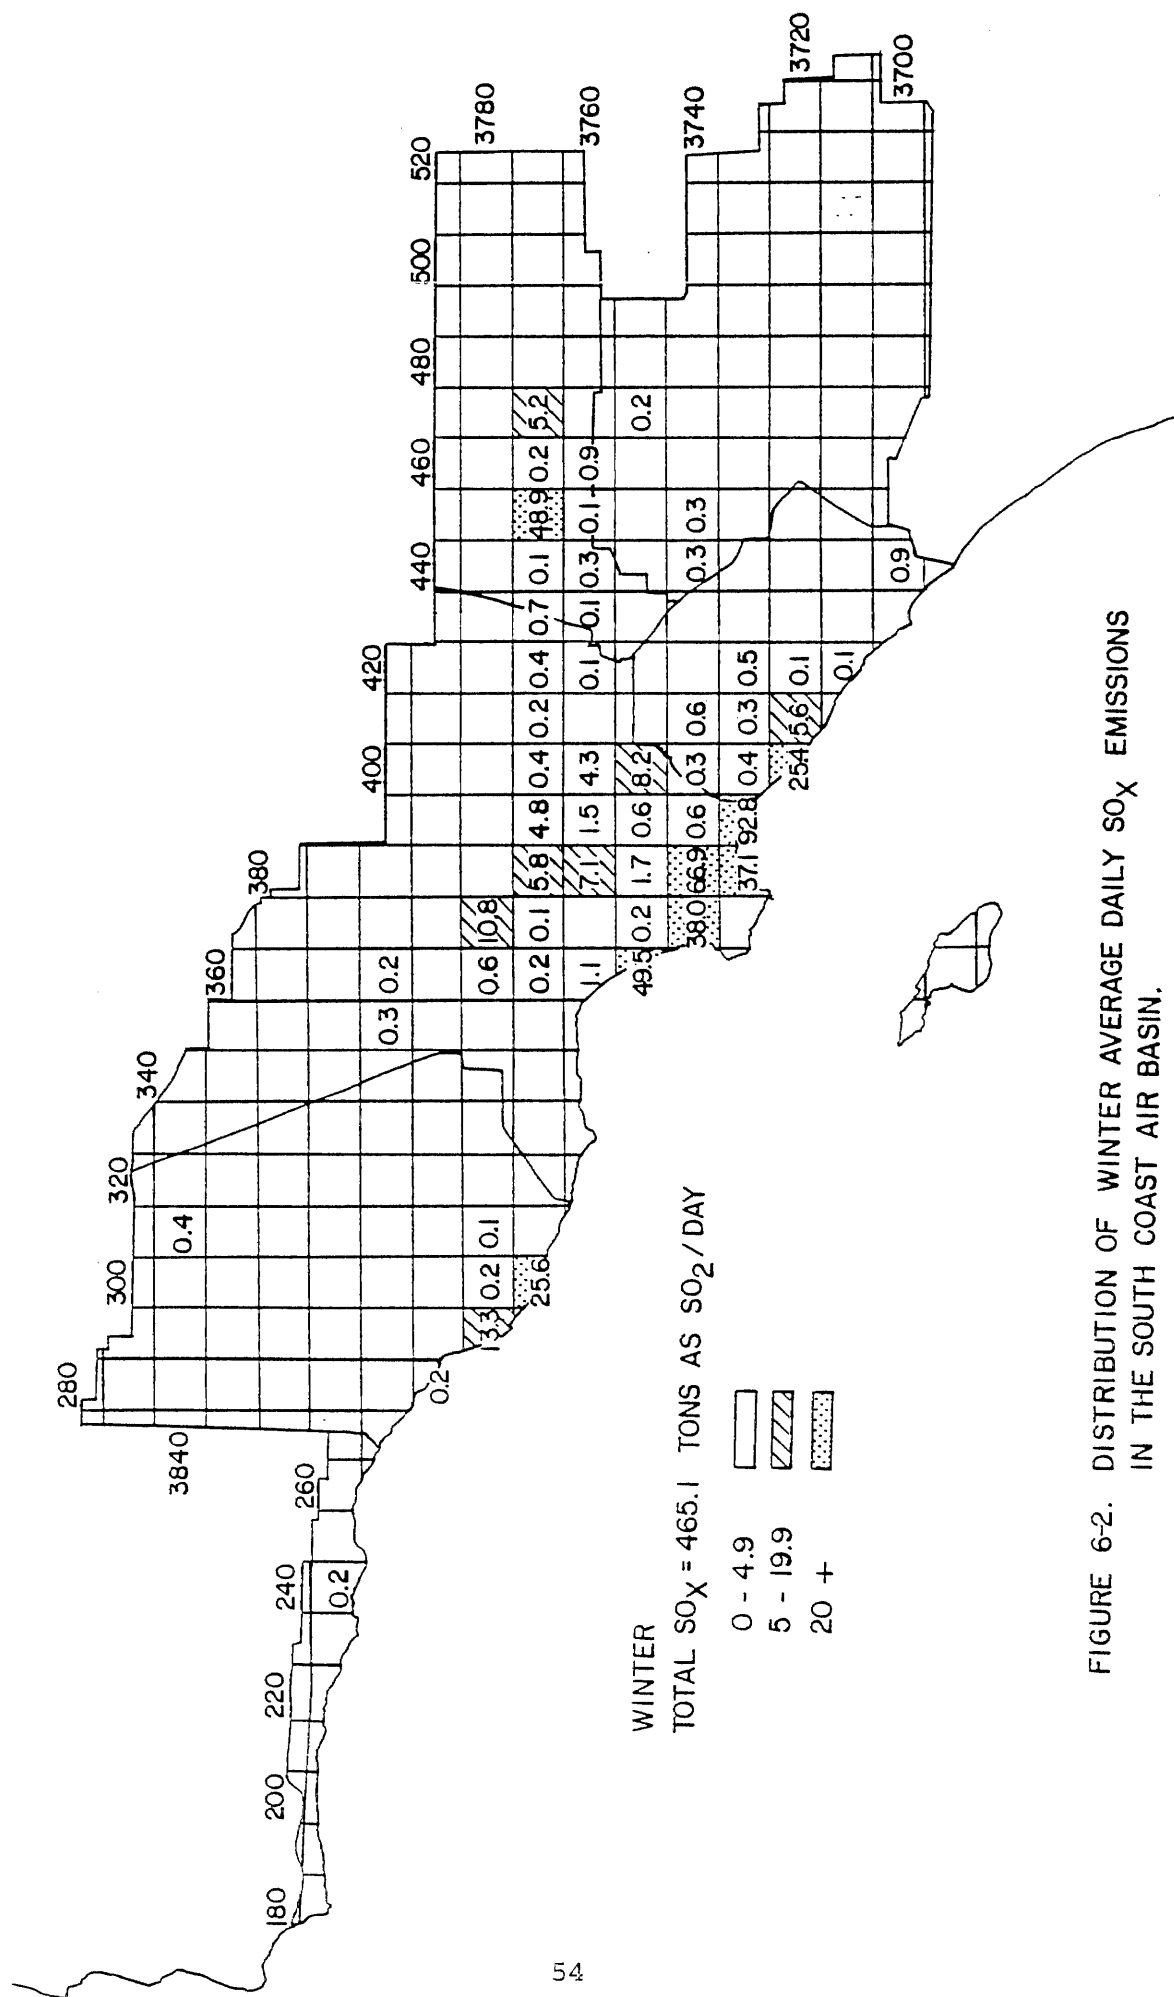 280
300 320
340
3840 0.4
360
380
180 200 220 240 260
0.2
400 420
0.3 0.2
440 460 480 500 520
0.2
13.3 0.2 0.1 0.6 10.8 3780
25.6 0.2 0.1 5.8 4.8 0.4 0.2 0.4 0.7 0.1 48.9 0.2 5.2
1.1 7.1 1.5 4.3 0.1 0.1 0.3 0.1 0.9 3760
49.5 0.2 1.7 0.6 8.2 0.2
38.0 66.9 0.6 0.3 0.6 0.3 0.3 3740
37.1 92.8 0.4 0.3 0.5
25.4 5.6 0.1 3720
0.1
0.9 3700
WINTER
TOTAL SOX = 465.1 TONS AS SO2/DAY
0 - 4.9
5 - 19.9
20 +
FIGURE 6-2. DISTRIBUTION OF WINTER AVERAGE DAILY SOX EMISSIONS
IN THE SOUTH COAST AIR BASIN.
54